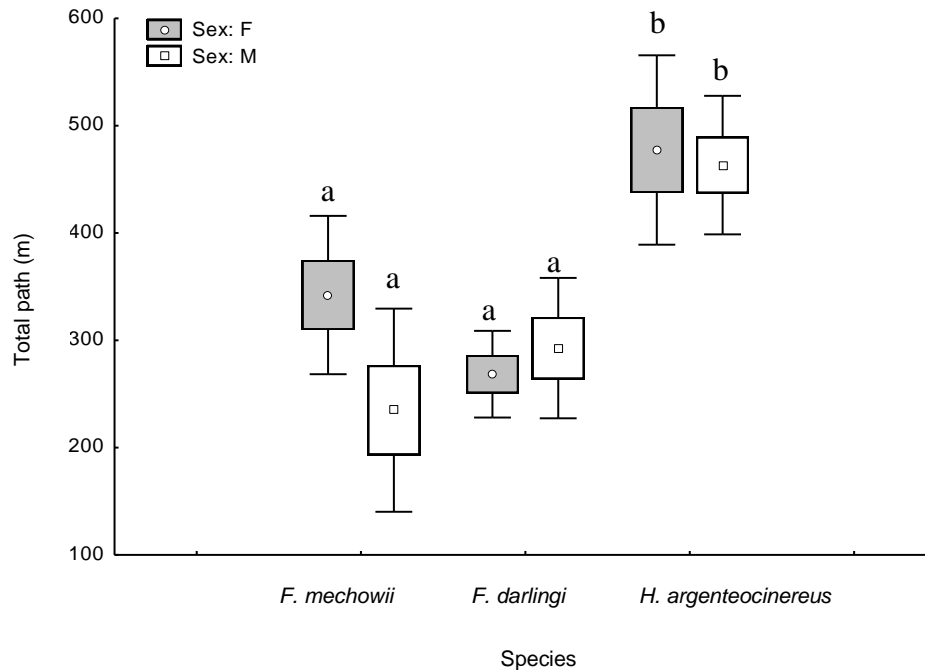 600
Sex: F
Sex: M
b
b
500
a
400
a
a
a
300
200
100
Total path (m)
F. mechowii F. darlingi H. argenteocinereus
Species